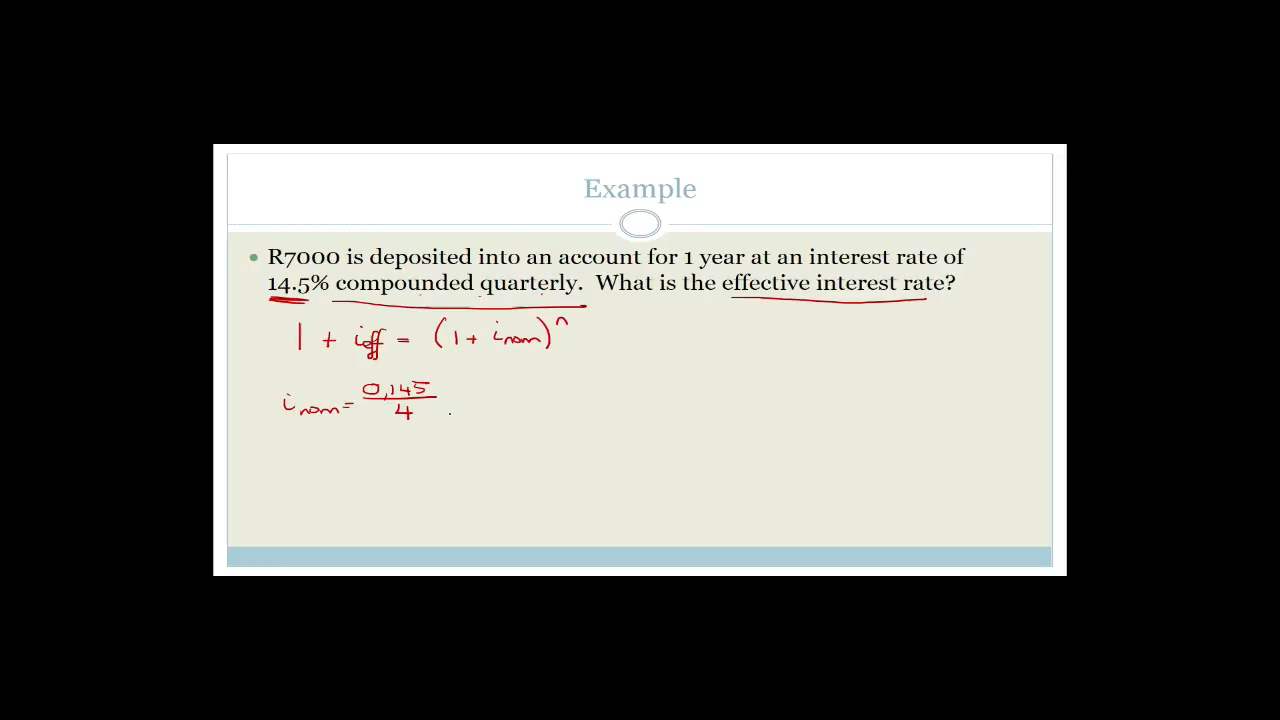 Example
• R7000 is deposited into an account for 1 year at an interest rate of
14.5% compounded quarterly. What is the effective interest rate?
1 + ieff = (1 + inom)^n
inom = 0,145/4